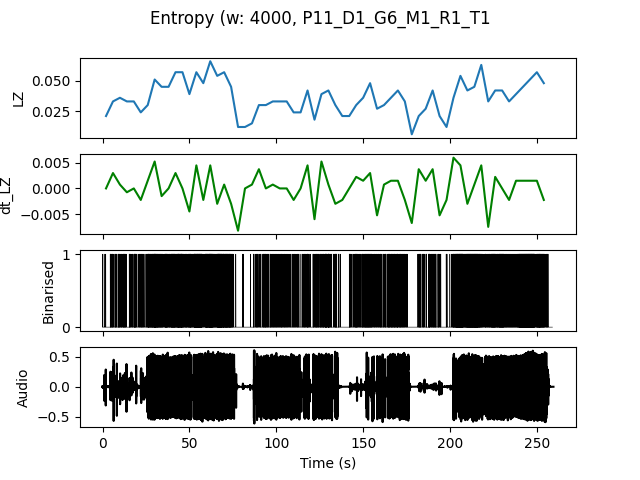 Entropy (w: 4000, P11_D1_G6_M1_R1_T1
0.050
0.025
LZ
0.005
0.000
−0.005
dt_LZ
1
0
Binarised
0.5
0.0
−0.5
Audio
0 50 100 150 200 250
Time (s)